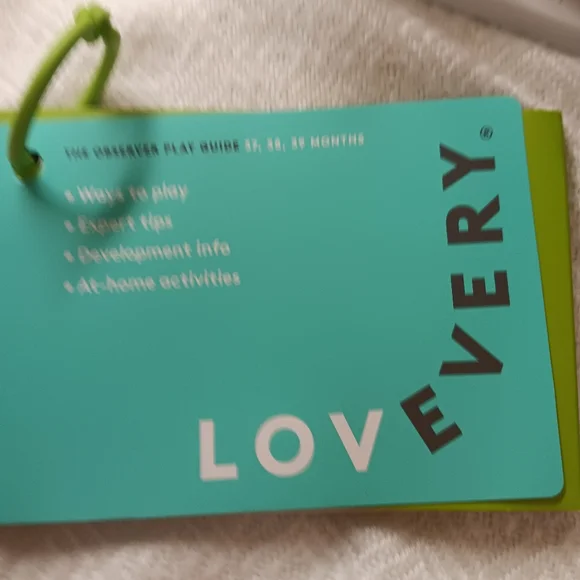 THE OBSERVER PLAY GUIDE 37, 38, 39 MONTHS
• Ways to play
• Expert tips
• Development info
• At-home activities
LOVEVERY®